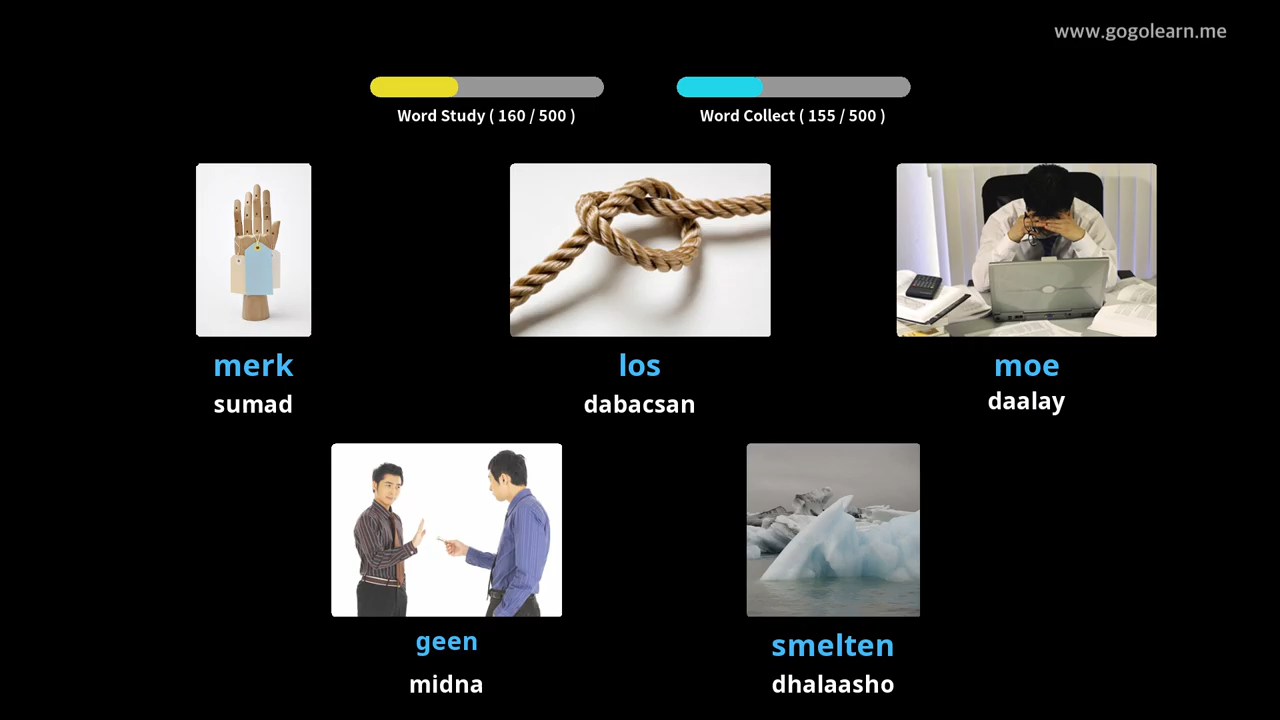 www.gogolearn.me
Word Study ( 160 / 500 )
Word Collect ( 155 / 500 )
merk
sumad
los
dabacsan
moe
daalay
geen
midna
smelten
dhalaasho